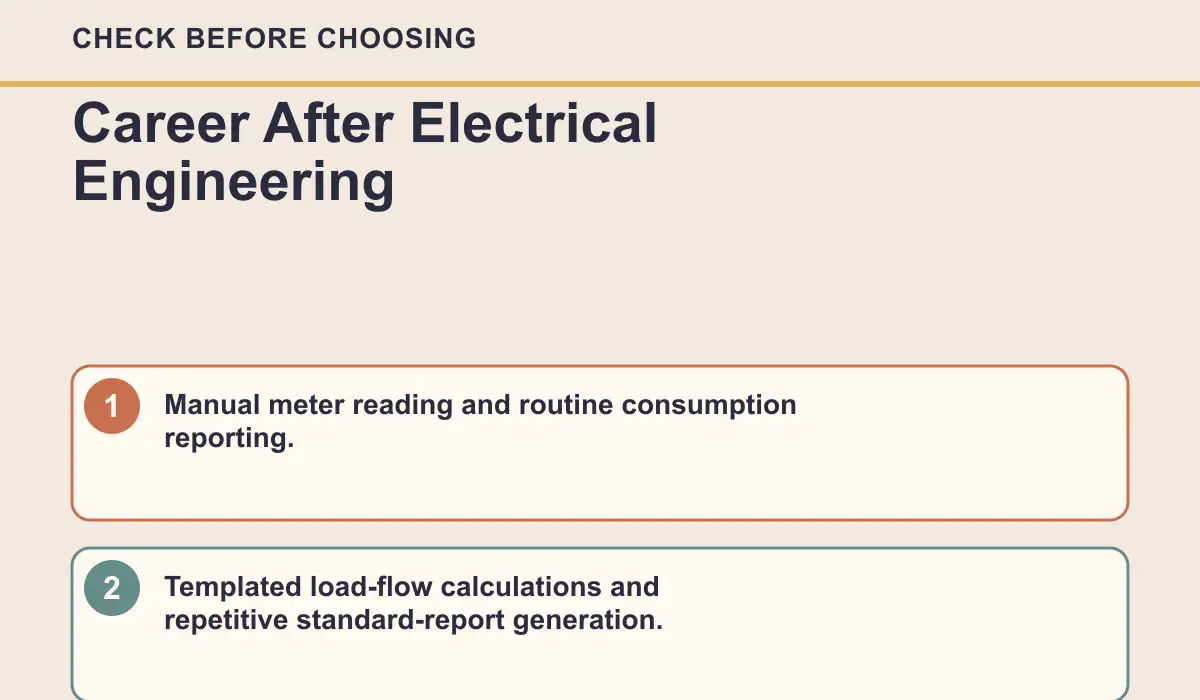 CHECK BEFORE CHOOSING
Career After Electrical
Engineering
1
Manual meter reading and routine consumption
reporting.
2
Templated load-flow calculations and
repetitive standard-report generation.